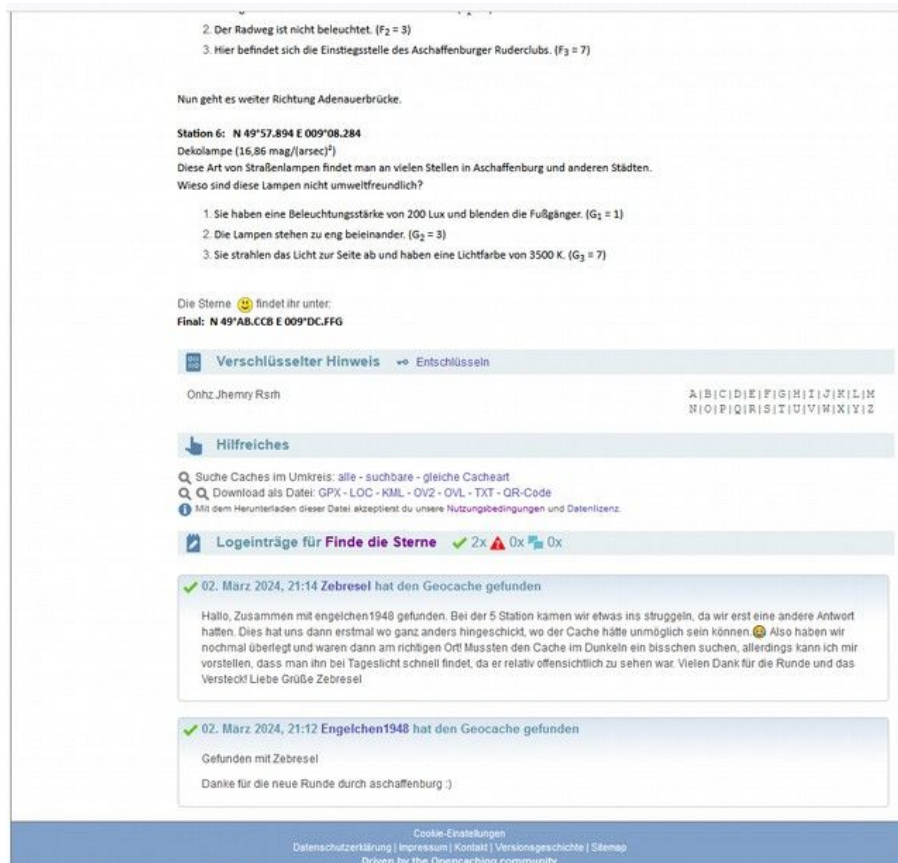 2. Der Radweg ist nicht beleuchtet. (F2 = 3)
3. Hier befindet sich die Einstiegsstelle des Aschaffenburger Ruderclubs. (F3 = 7)
Nun geht es weiter Richtung Adenauerbrücke.
Station 6: N 49°57.894 E 009°08.284
Dekolampe (16,86 mag/(arsec)²)
Diese Art von Straßenlampen findet man an vielen Stellen in Aschaffenburg und anderen Städten.
Wieso sind diese Lampen nicht umweltfreundlich?
1. Sie haben eine Beleuchtungsstärke von 200 Lux und blenden die Fußgänger. (G1 = 1)
2. Die Lampen stehen zu eng beieinander. (G2 = 3)
3. Sie strahlen das Licht zur Seite ab und haben eine Lichtfarbe von 3500 K. (G3 = 7)
Die Sterne findet ihr unter:
Final: N 49°AB.CCB E 009°DC.FFG
Verschlüsselter Hinweis Entschlüsseln
Onhz Jhemry Rsrh
A|B|C|D|E|F|G|H|I|J|K|L|M
N|O|P|Q|R|S|T|U|V|W|X|Y|Z
Hilfreiches
Suche Caches im Umkreis: alle - suchbare - gleiche Cacheart
Download als Datei: GPX - LOC - KML - OV2 - OVL - TXT - QR-Code
Mit dem Herunterladen dieser Datei akzeptierst du unsere Nutzungsbedingungen und Datenlizenz.
Logeinträge für Finde die Sterne 2x 0x 0x
02. März 2024, 21:14 Zebresel hat den Geocache gefunden
Hallo, Zusammen mit engelchen1948 gefunden. Bei der 5 Station kamen wir etwas ins struggeln, da wir erst eine andere Antwort
hatten. Dies hat uns dann erstmal wo ganz anders hingeschickt, wo der Cache hätte unmöglich sein können. Also haben wir
nochmal überlegt und waren dann am richtigen Ort! Mussten den Cache im Dunkeln ein bisschen suchen, allerdings kann ich mir
vorstellen, dass man ihn bei Tageslicht schnell findet, da er relativ offensichtlich zu sehen war. Vielen Dank für die Runde und das
Versteck! Liebe Grüße Zebresel
02. März 2024, 21:12 Engelchen1948 hat den Geocache gefunden
Gefunden mit Zebresel
Danke für die neue Runde durch aschaffenburg :)
Cookie-Einstellungen
Datenschutzerklärung | Impressum | Kontakt | Versionsgeschichte | Sitemap
Driven by the Opencaching community